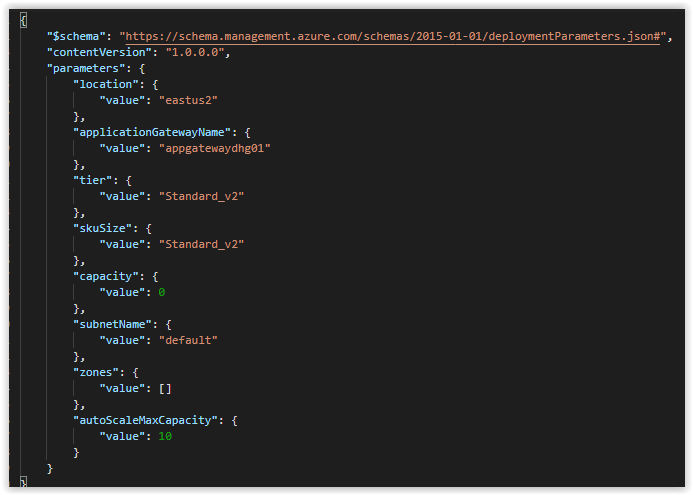 {
"$schema": "https://schema.management.azure.com/schemas/2015-01-01/deploymentParameters.json#",
"contentVersion": "1.0.0.0",
"parameters": {
"location": {
"value": "eastus2"
},
"applicationGatewayName": {
"value": "appgatewaydhg01"
},
"tier": {
"value": "Standard_v2"
},
"skuSize": {
"value": "Standard_v2"
},
"capacity": {
"value": 0
},
"subnetName": {
"value": "default"
},
"zones": {
"value": []
},
"autoScaleMaxCapacity": {
"value": 10
}
}
}